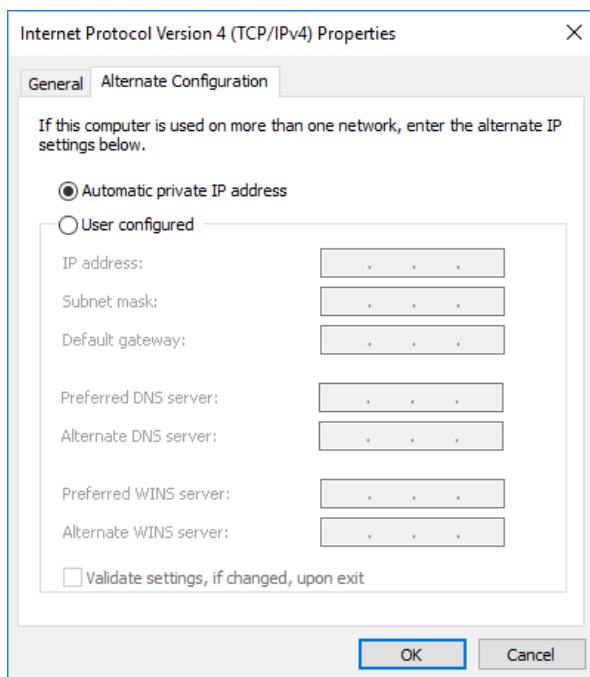 Internet Protocol Version 4 (TCP/IPv4) Properties
General
Alternate Configuration
If this computer is used on more than one network, enter the alternate IP
settings below.
Automatic private IP address
User configured
IP address:
. . .
Subnet mask:
. . .
Default gateway:
. . .
Preferred DNS server:
. . .
Alternate DNS server:
. . .
Preferred WINS server:
. . .
Alternate WINS server:
. . .
Validate settings, if changed, upon exit
OK
Cancel